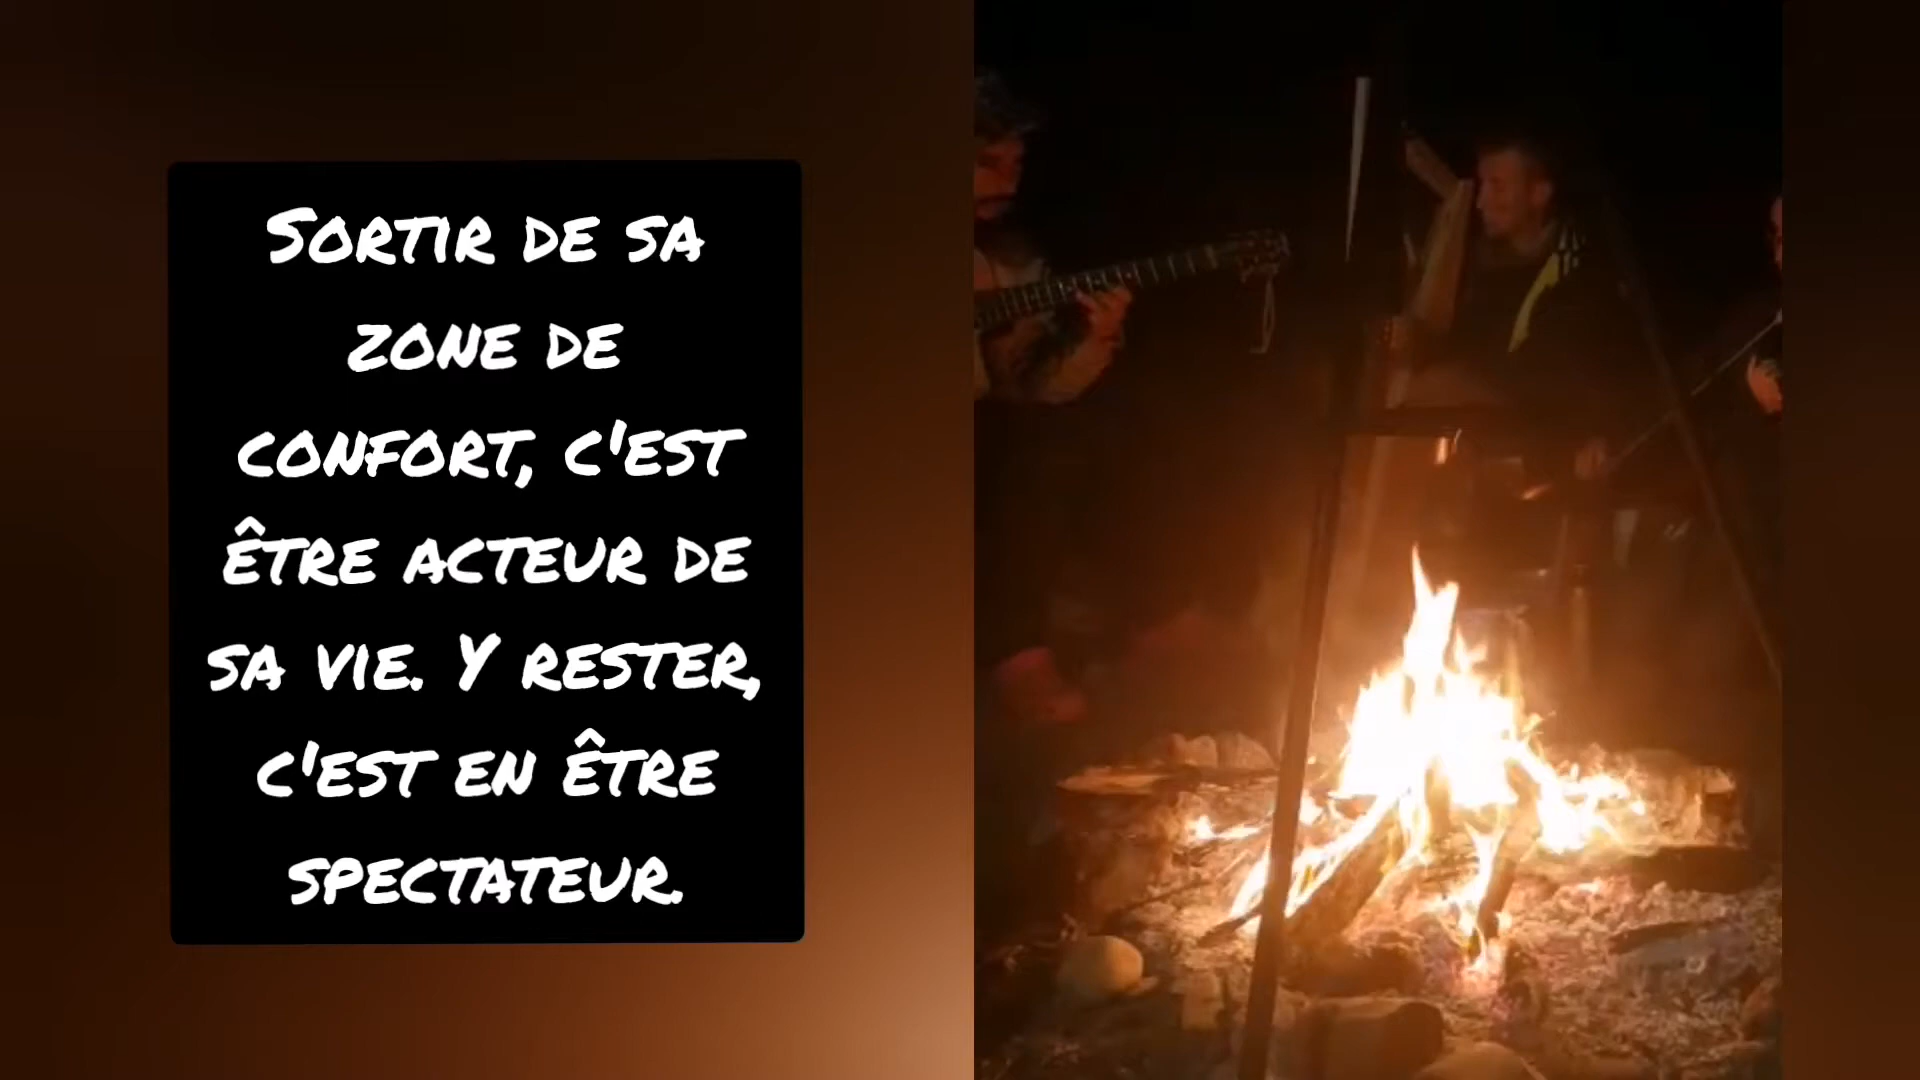 Sortir de sa
zone de
confort, c'est
être acteur de
sa vie. Y rester,
c'est en être
spectateur.